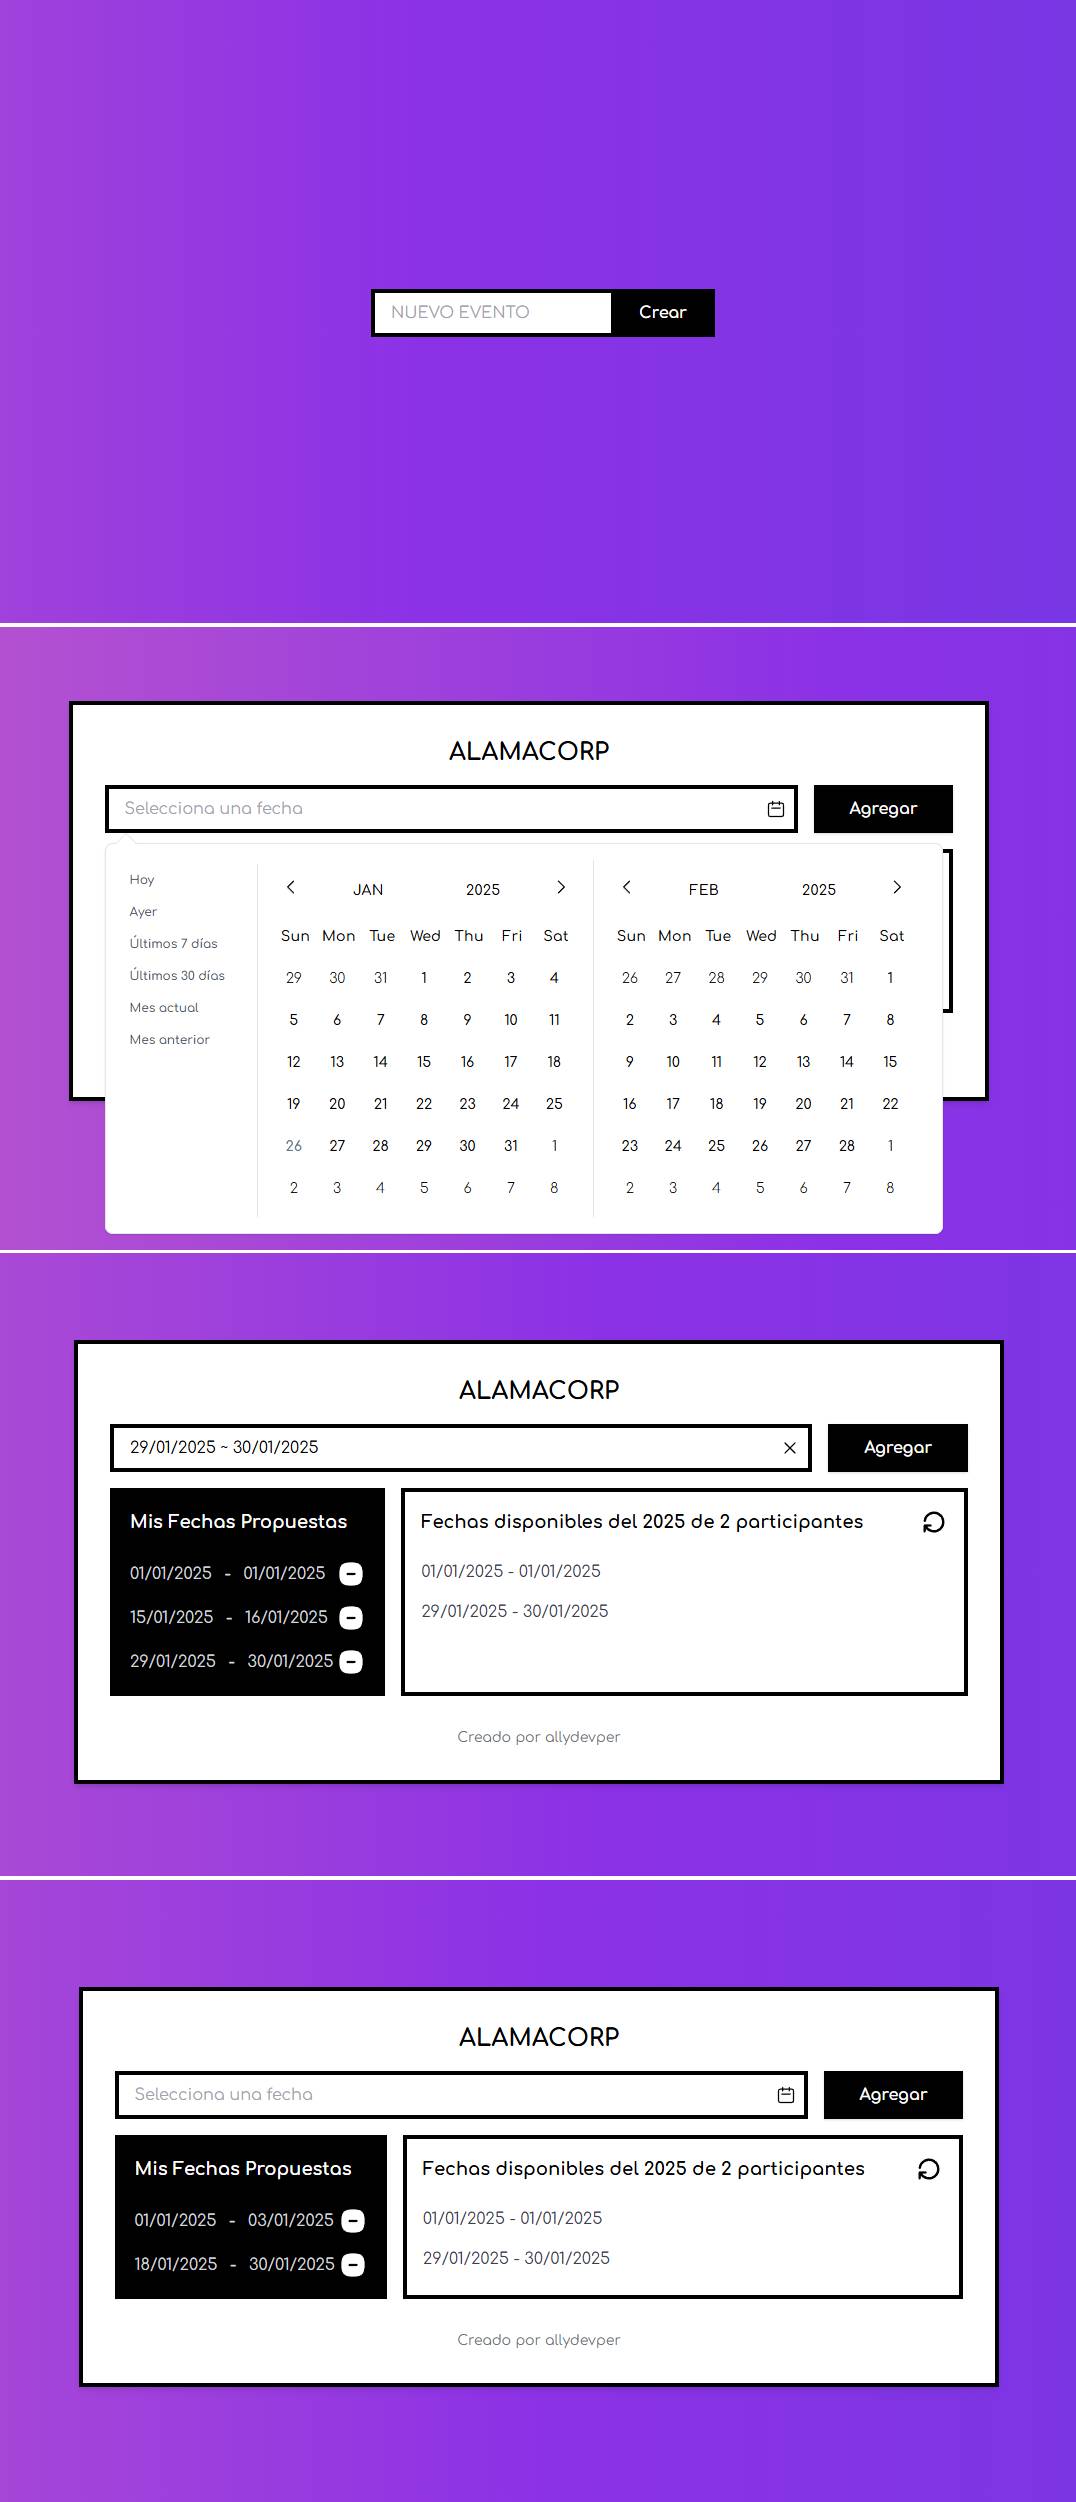 NUEVO EVENTO Crear
ALAMACORP
Selecciona una fecha Agregar
Hoy
Ayer
Últimos 7 días
Últimos 30 días
Mes actual
Mes anterior
JAN 2025
Sun Mon Tue Wed Thu Fri Sat
29 30 31 1 2 3 4
5 6 7 8 9 10 11
12 13 14 15 16 17 18
19 20 21 22 23 24 25
26 27 28 29 30 31 1
2 3 4 5 6 7 8
FEB 2025
Sun Mon Tue Wed Thu Fri Sat
26 27 28 29 30 31 1
2 3 4 5 6 7 8
9 10 11 12 13 14 15
16 17 18 19 20 21 22
23 24 25 26 27 28 1
2 3 4 5 6 7 8
ALAMACORP
29/01/2025 ~ 30/01/2025 Agregar
Mis Fechas Propuestas
01/01/2025 - 01/01/2025
15/01/2025 - 16/01/2025
29/01/2025 - 30/01/2025
Fechas disponibles del 2025 de 2 participantes
01/01/2025 - 01/01/2025
29/01/2025 - 30/01/2025
Creado por allydevper
ALAMACORP
Selecciona una fecha Agregar
Mis Fechas Propuestas
01/01/2025 - 03/01/2025
18/01/2025 - 30/01/2025
Fechas disponibles del 2025 de 2 participantes
01/01/2025 - 01/01/2025
29/01/2025 - 30/01/2025
Creado por allydevper